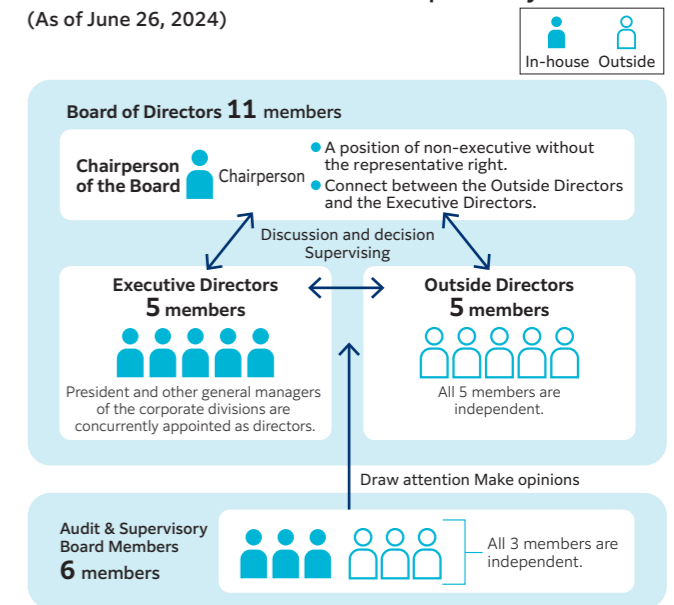 (As of June 26, 2024)
In-house Outside
Board of Directors 11 members
Chairperson
of the Board
Chairperson
● A position of non-executive without
the representative right.
● Connect between the Outside Directors
and the Executive Directors.
Discussion and decision
Supervising
Executive Directors
5 members
President and other general managers
of the corporate divisions are
concurrently appointed as directors.
Outside Directors
5 members
All 5 members are
independent.
Draw attention Make opinions
Audit & Supervisory
Board Members
6 members
All 3 members are
independent.